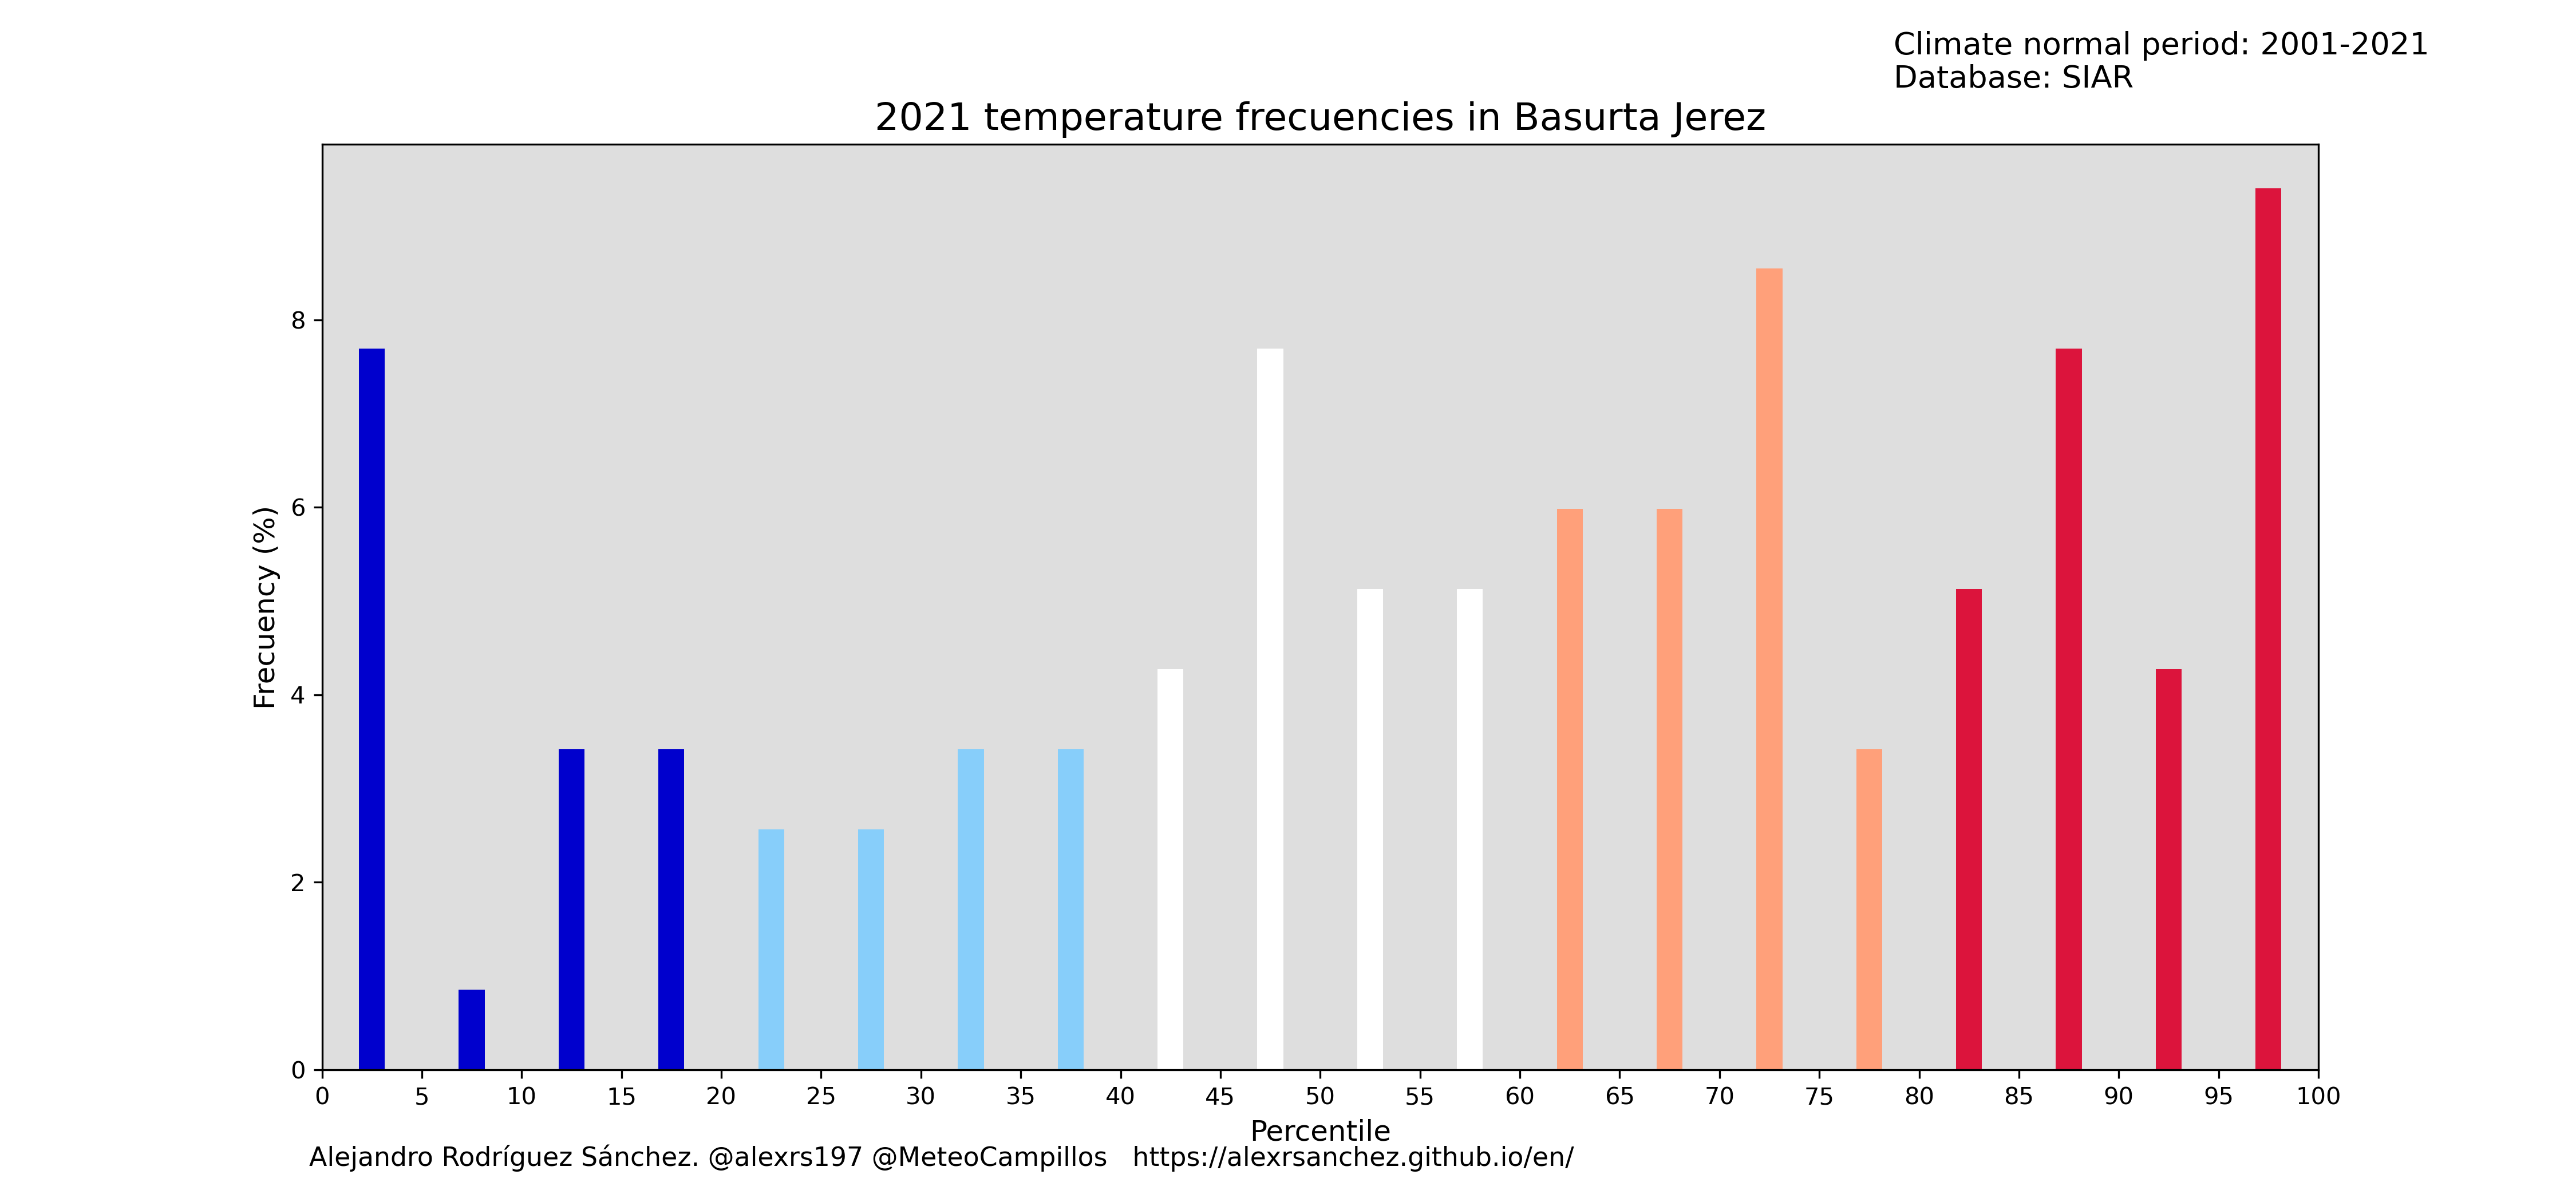 Climate normal period: 2001-2021
Database: SIAR
2021 temperature frecuencies in Basurta Jerez
Frecuency (%)
8
6
4
2
0
0 5 10 15 20 25 30 35 40 45 50 55 60 65 70 75 80 85 90 95 100
Percentile
Alejandro Rodríguez Sánchez. @alexrs197 @MeteoCampillos https://alexrsanchez.github.io/en/